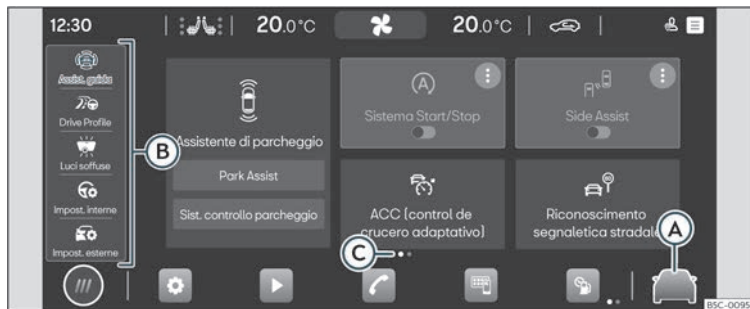 12:30
20.0°C
20.0°C
Assist. guida
Drive Profile
Luci soffuse
Impost. interne
Impost. esterne
B
Assistente di parcheggio
Park Assist
Sist. controllo parcheggio
A
Sistema Start/Stop
Side Assist
ACC (control de
crucero adaptativo)
Riconoscimento
segnaletica stradale
C
A
B5C-0095